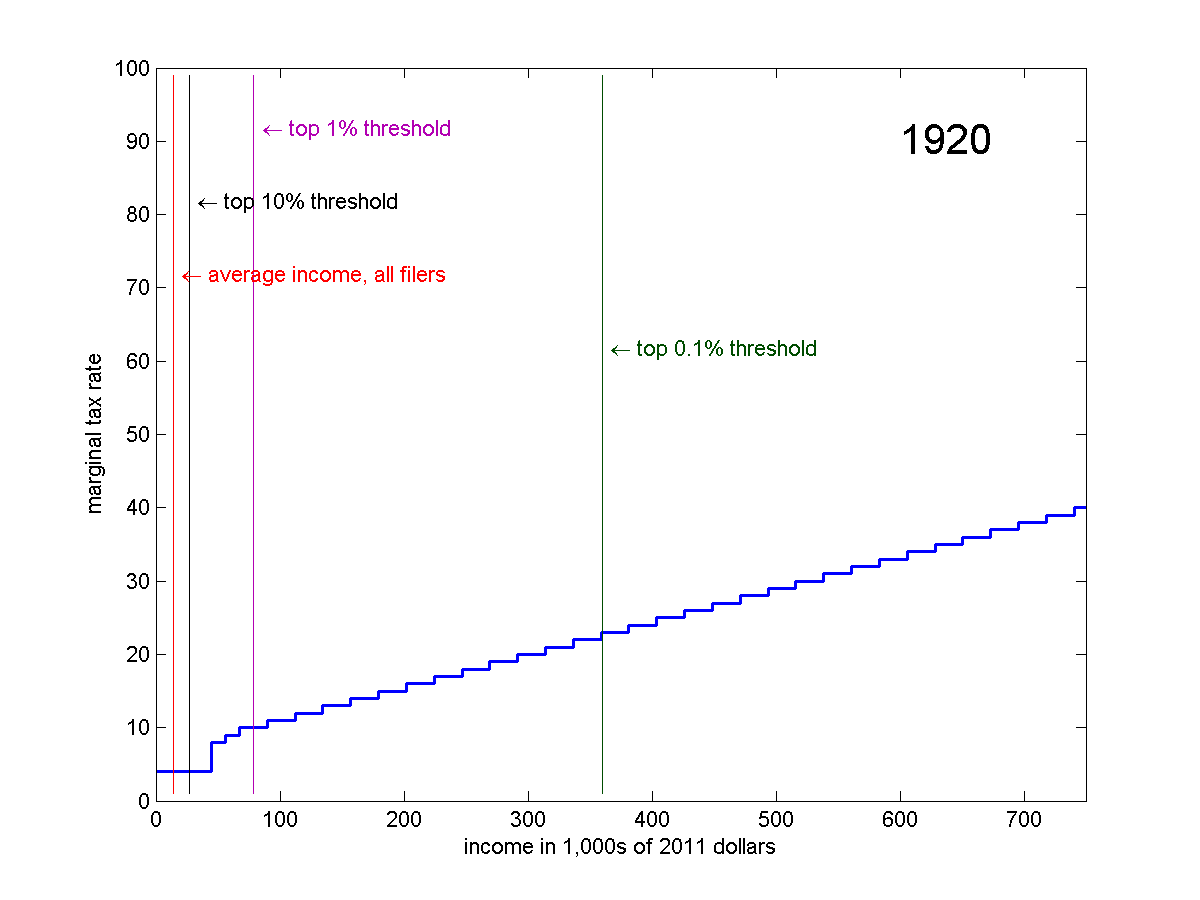 1920
← top 1% threshold
← top 10% threshold
← average income, all filers
← top 0.1% threshold
marginal tax rate
100
90
80
70
60
50
40
30
20
10
0
0 100 200 300 400 500 600 700
income in 1,000s of 2011 dollars